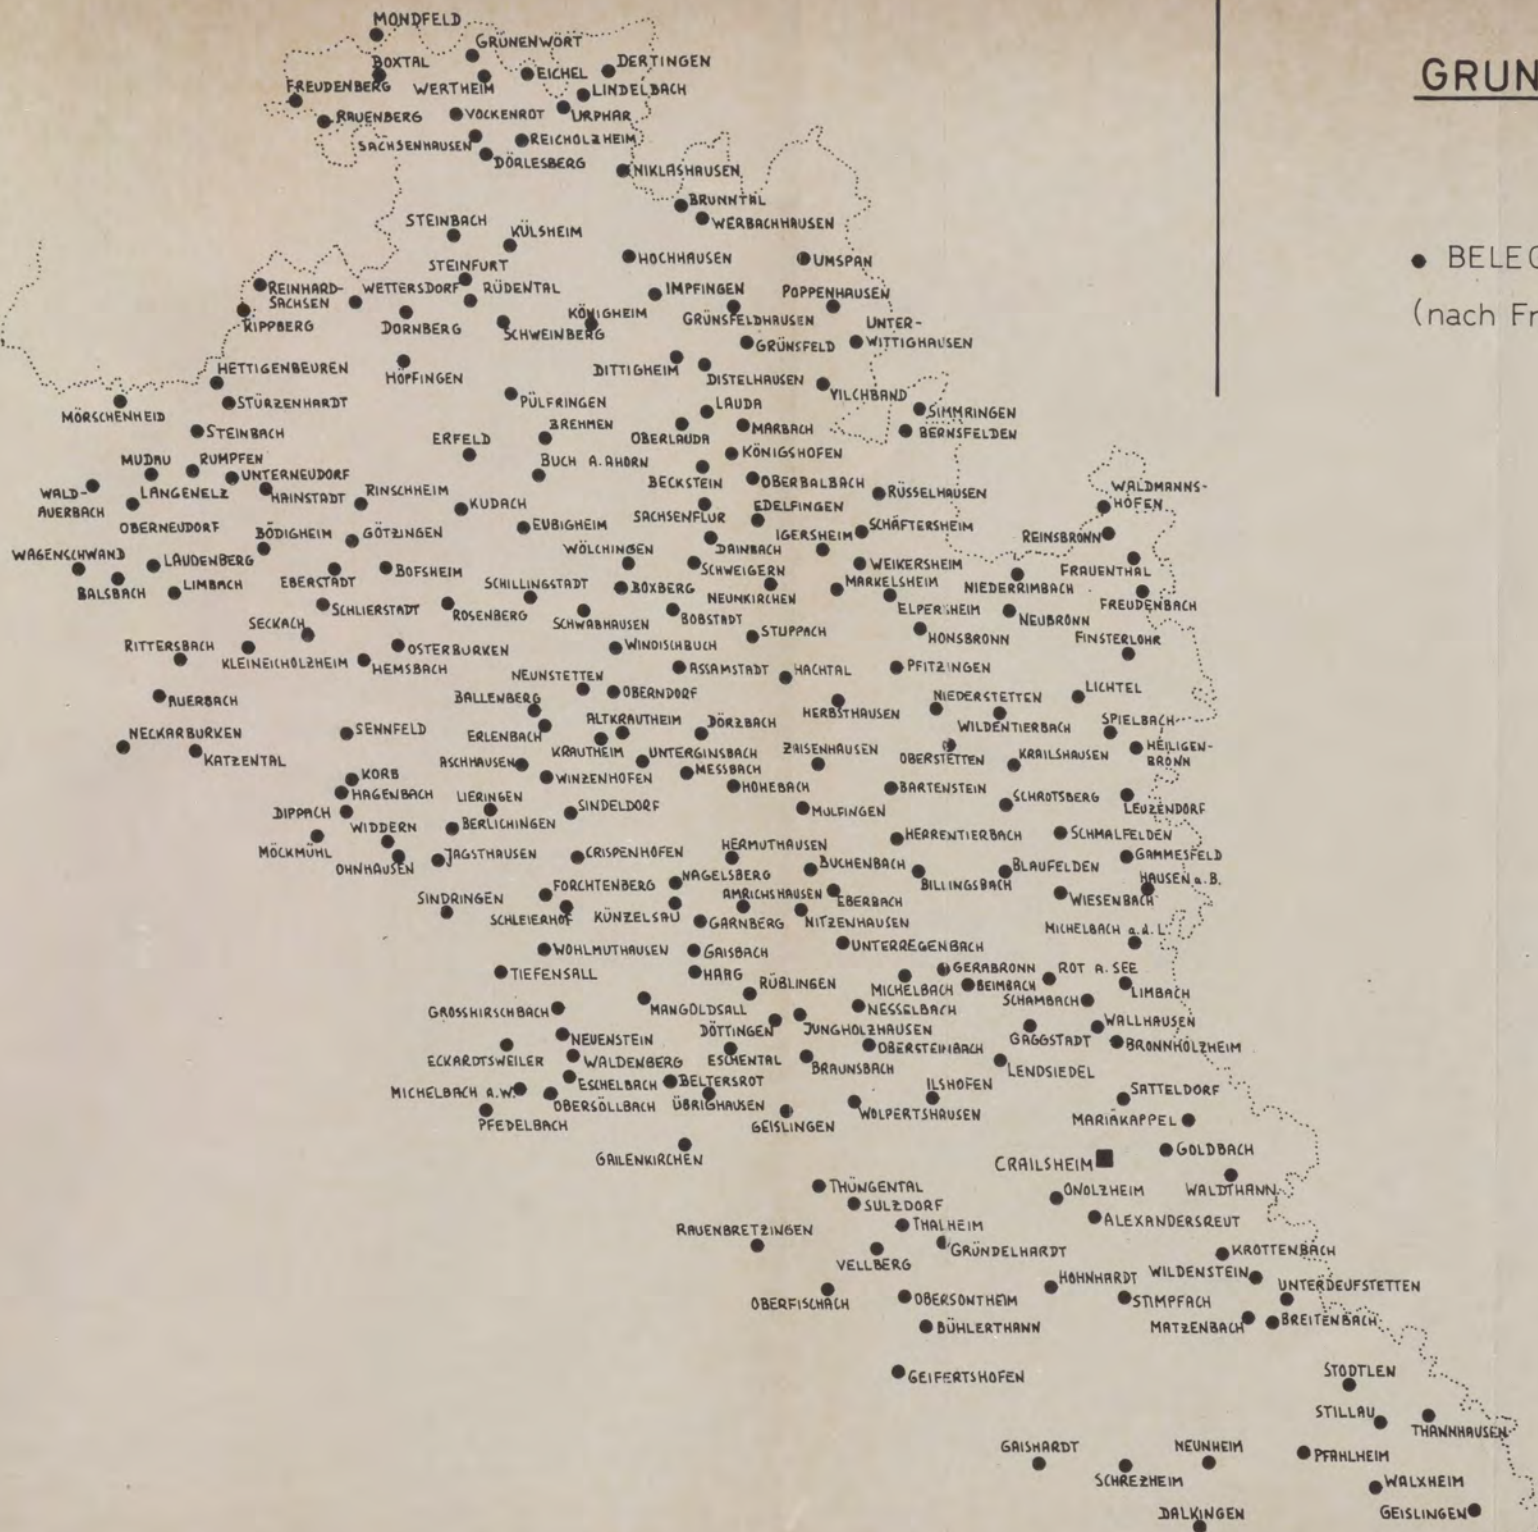 MONDFELD
GRÜNENWÖRT
BOXTAL
DERTINGEN
EICHEL
FREUDENBERG
WERTHEIM
LINDELBACH
RAUENBERG
VOCKENROT
URPHAR
SACHSENHAUSEN
REICHOLZHEIM
DÖRLESBERG
NIKLASHAUSEN
BRUNNTAL
WERBACHHAUSEN
STEINBACH
KÜLSHEIM
HOCHHAUSEN
UMSPAN
STEINFURT
REINHARD-
SACHSEN
WETTERSDORF
RÜDENTAL
IMPFINGEN
POPPENHAUSEN
RIPPBERG
DORNBERG
SCHWEINBERG
KÖNIGHEIM
GRÜNSFELDHAUSEN
UNTER-
WITTIGHAUSEN
GRÜNSFELD
HETTIGENBEUREN
HÖPFINGEN
DITTIGHEIM
DISTELHAUSEN
VILCHBAND
MÖRSCHENHEID
STÜRZENHARDT
PÜLFRINGEN
LAUDA
SIMMRINGEN
STEINBACH
ERFELD
BREHMEN
OBERLAUDA
MARBACH
BERNSFELDEN
MUDAU
RUMPFEN
UNTERNEUDORF
BUCH A. AHORN
KÖNIGSHOFEN
WALD-
AUERBACH
LANGENELZ
HAINSTADT
RINSCHHEIM
KUDACH
BECKSTEIN
OBERBALBACH
RÜSSELHAUSEN
WALDMANNS-
HOFEN
OBERNEUDORF
BÖDIGHEIM
GÖTZINGEN
EUBIGHEIM
SACHSENFLUR
EDELFINGEN
IGERSHEIM
SCHÄFTERSHEIM
REINSBRONN
WAGENSCHWAND
LAUDENBERG
WÖLCHINGEN
DAINBACH
BALSBACH
LIMBACH
EBERSTADT
BOFSHEIM
SCHILLINGSTADT
BOXBERG
SCHWEIGERN
NEUNKIRCHEN
MARKELSHEIM
WEIKERSHEIM
NIEDERRIMBACH
FRAUENTHAL
FREUDENBACH
SCHLIERSTADT
ROSENBERG
SCHWABHAUSEN
BOBSTADT
ELPERSHEIM
NEUBRONN
SECKACH
STUPPACH
HONSBRONN
FINSTERLOHR
RITTERSBACH
KLEINEICHOLZHEIM
HEMSBACH
OSTERBURKEN
WINDISCHBUCH
NEUNSTETTEN
ASSAMSTADT
HACHTAL
PFITZINGEN
AUERBACH
BALLENBERG
OBERNDORF
HERBSTHAUSEN
NIEDERSTETTEN
LICHTEL
NECKARBURKEN
SENNFELD
ERLENBACH
ALTKRAUTHEIM
DÖRZBACH
WILDENTIERBACH
SPIELBACH
KATZENTAL
ASCHHAUSEN
KRAUTHEIM
UNTERGINSBACH
ZAISENHAUSEN
OBERSTETTEN
KRAILSHAUSEN
HEILIGEN-
BRONN
KORB
WINZENHOFEN
MESSBACH
HAGENBACH
LIERINGEN
SINDELDORF
HOHEBACH
BARTENSTEIN
SCHROTSBERG
LEUZENDORF
DIPPACH
WIDDERN
BERLICHINGEN
MULFINGEN
MÖCKMÜHL
OHNHAUSEN
JAGSTHAUSEN
CRISPENHOFEN
HERMUTHAUSEN
HERRENTIERBACH
SCHMALFELDEN
NAGELSBERG
BUCHENBACH
BILLINGSBACH
BLAUFELDEN
GAMMESFELD
SINDRINGEN
FORCHTENBERG
AMRICHSHAUSEN
EBERBACH
WIESENBACH
HAUSEN a.B.
SCHLEIERHOF
KÜNZELSAU
GARNBERG
NITZENHAUSEN
MICHELBACH a.d.L.
WOHLMUTHAUSEN
GAISBACH
UNTERREGENBACH
TIEFENSALL
HAAG
RÜBLINGEN
MICHELBACH
GERABRONN
BEIMBACH
ROT A. SEE
LIMBACH
GROSSHIRSCHBACH
MANGOLDSALL
NESSELBACH
SCHAMBACH
NEUENSTEIN
DÖTTINGEN
JUNGHOLZHAUSEN
GAGGSTADT
WALLHAUSEN
ECKARDTSWEILER
WALDENBERG
ESCHENTAL
BRAUNSBACH
OBERSTEINBACH
LENDSIEDEL
BRONNHOLZHEIM
MICHELBACH A.W.
ESCHELBACH
BELTERSROT
OBERSÖLLBACH
ÜBRIGHAUSEN
ILSHOFEN
SATTELDORF
PFEDELBACH
GEISLINGEN
WOLPERTSHAUSEN
MARIÄKAPPEL
GAILENKIRCHEN
CRAILSHEIM
GOLDBACH
THÜNGENTAL
ONOLZHEIM
WALDTHANN
SULZDORF
RAUENBRETZINGEN
THALHEIM
ALEXANDERSREUT
VELLBERG
GRÜNDELHARDT
KROTTENBACH
OBERFISCHACH
OBERSONTHEIM
HOHNHARDT
WILDENSTEIN
UNTERDEUFSTETTEN
STIMPFACH
BÜHLERTHANN
MATZENBACH
BREITENBACH
GEIFERTSHOFEN
STODTLEN
STILLAU
THANNHAUSEN
GAISHARDT
NEUNHEIM
PFAHLHEIM
SCHREZHEIM
WALXHEIM
DALKINGEN
GEISLINGEN
GRUN
BELEG
(nach Fr